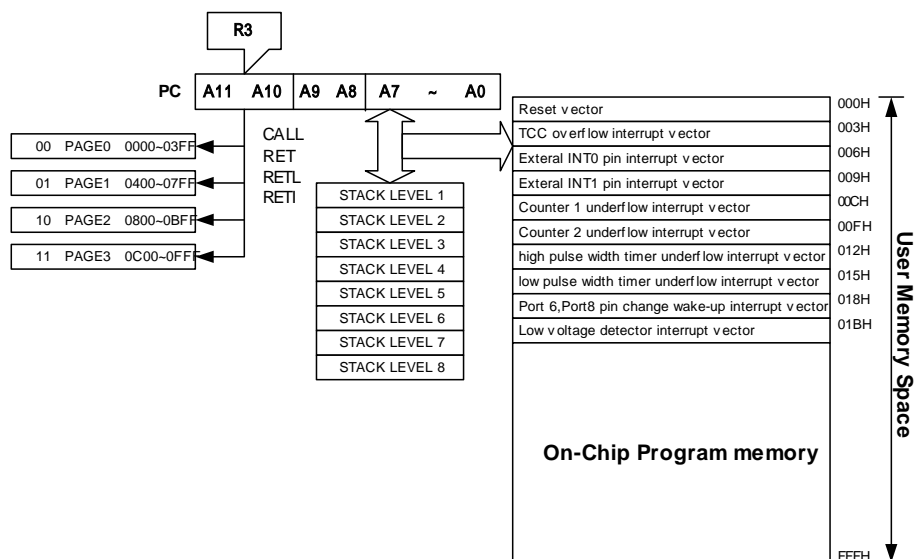 R3
PC A11 A10 A9 A8 A7 ~ A0
00 PAGE0 0000~03FF
01 PAGE1 0400~07FF
10 PAGE2 0800~0BFF
11 PAGE3 0C00~0FFF
CALL
RET
RETL
RETI
STACK LEVEL 1
STACK LEVEL 2
STACK LEVEL 3
STACK LEVEL 4
STACK LEVEL 5
STACK LEVEL 6
STACK LEVEL 7
STACK LEVEL 8
Reset vector 000H
TCC overflow interrupt vector 003H
Exteral INT0 pin interrupt vector 006H
Exteral INT1 pin interrupt vector 009H
Counter 1 underflow interrupt vector 00CH
Counter 2 underflow interrupt vector 00FH
high pulse width timer underflow interrupt vector 012H
low pulse width timer underflow interrupt vector 015H
Port 6,Port8 pin change wake-up interrupt vector 018H
Low voltage detector interrupt vector 01BH
On-Chip Program memory
FFFH
User Memory Space